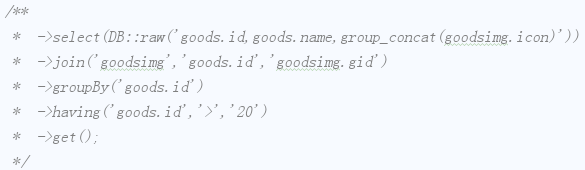 /**
 *  ->select(DB::raw('goods.id,goods.name,group_concat(goodsimg.icon)'))
 *  ->join('goodsimg','goods.id','goodsimg.gid')
 *  ->groupBy('goods.id')
 *  ->having('goods.id','>','20')
 *  ->get();
 */